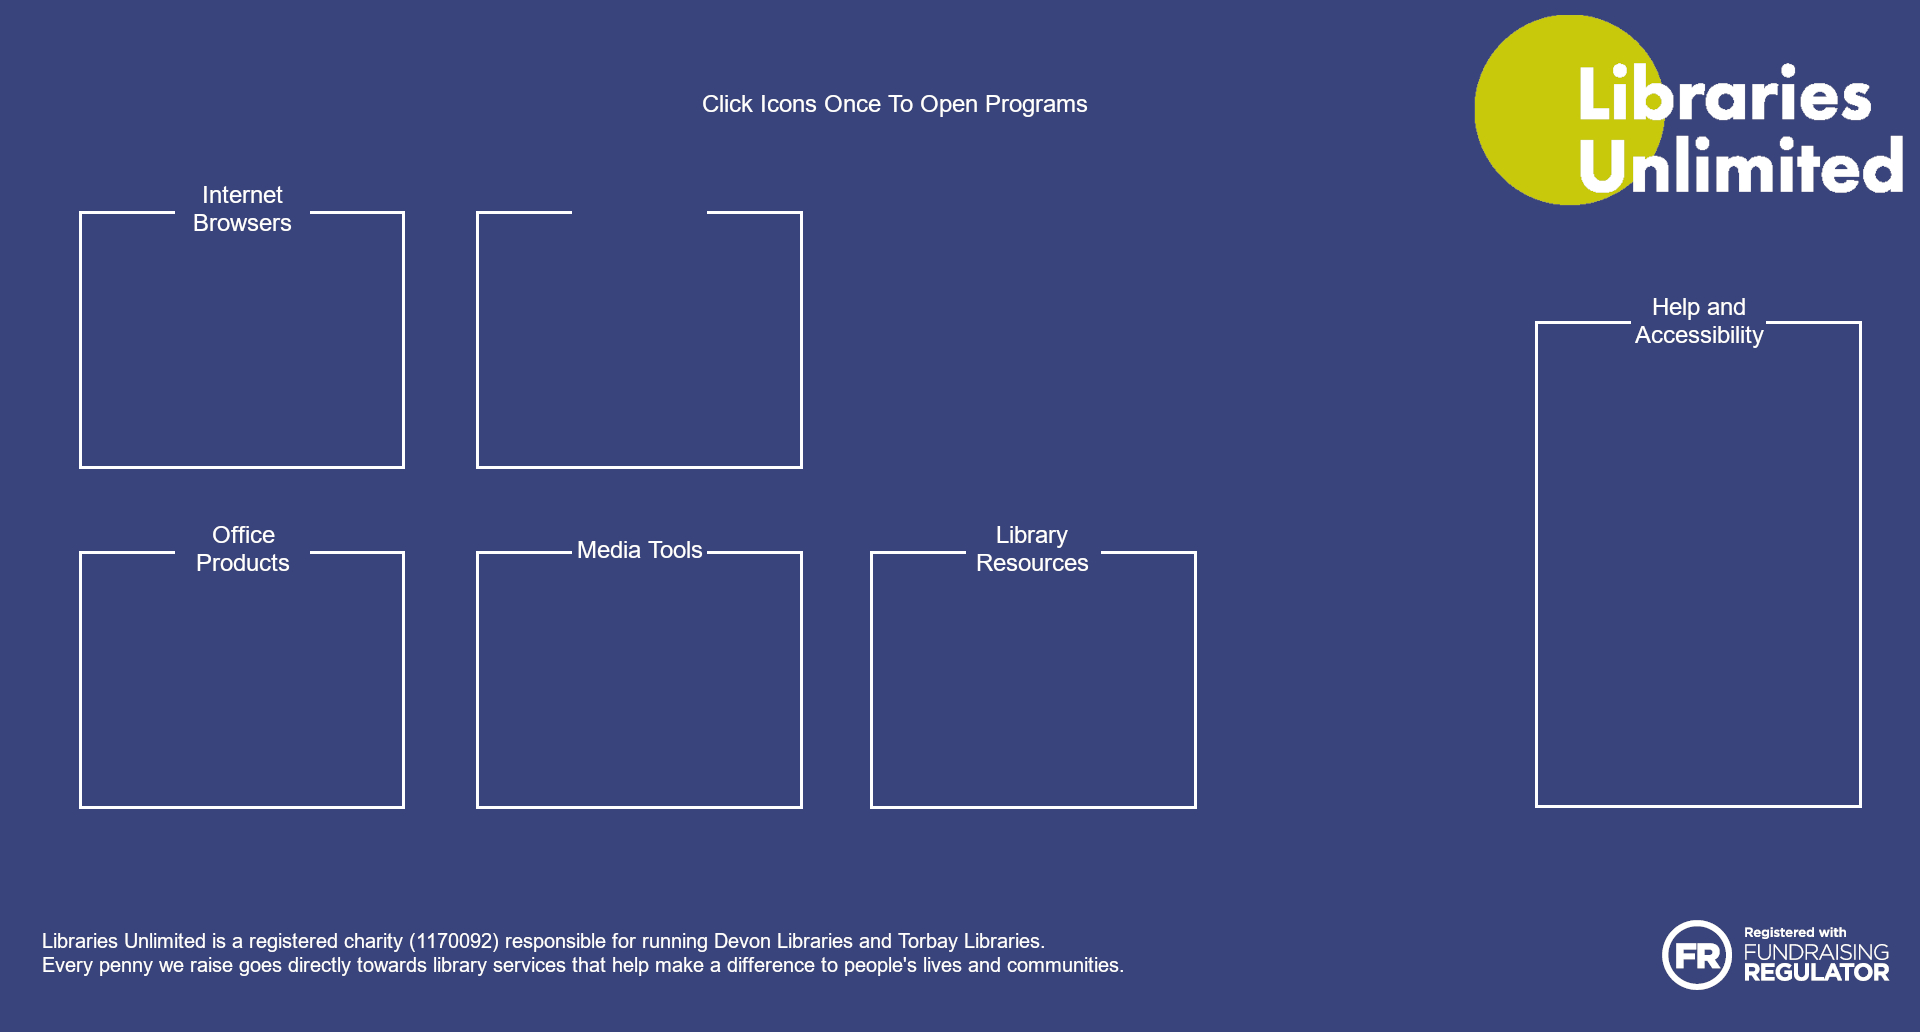 Libraries
Unlimited
Click Icons Once To Open Programs
Internet
Browsers
Help and
Accessibility
Office
Products
Media Tools
Library
Resources
Libraries Unlimited is a registered charity (1170092) responsible for running Devon Libraries and Torbay Libraries.
Every penny we raise goes directly towards library services that help make a difference to people's lives and communities.
FR
Registered with
FUNDRAISING
REGULATOR